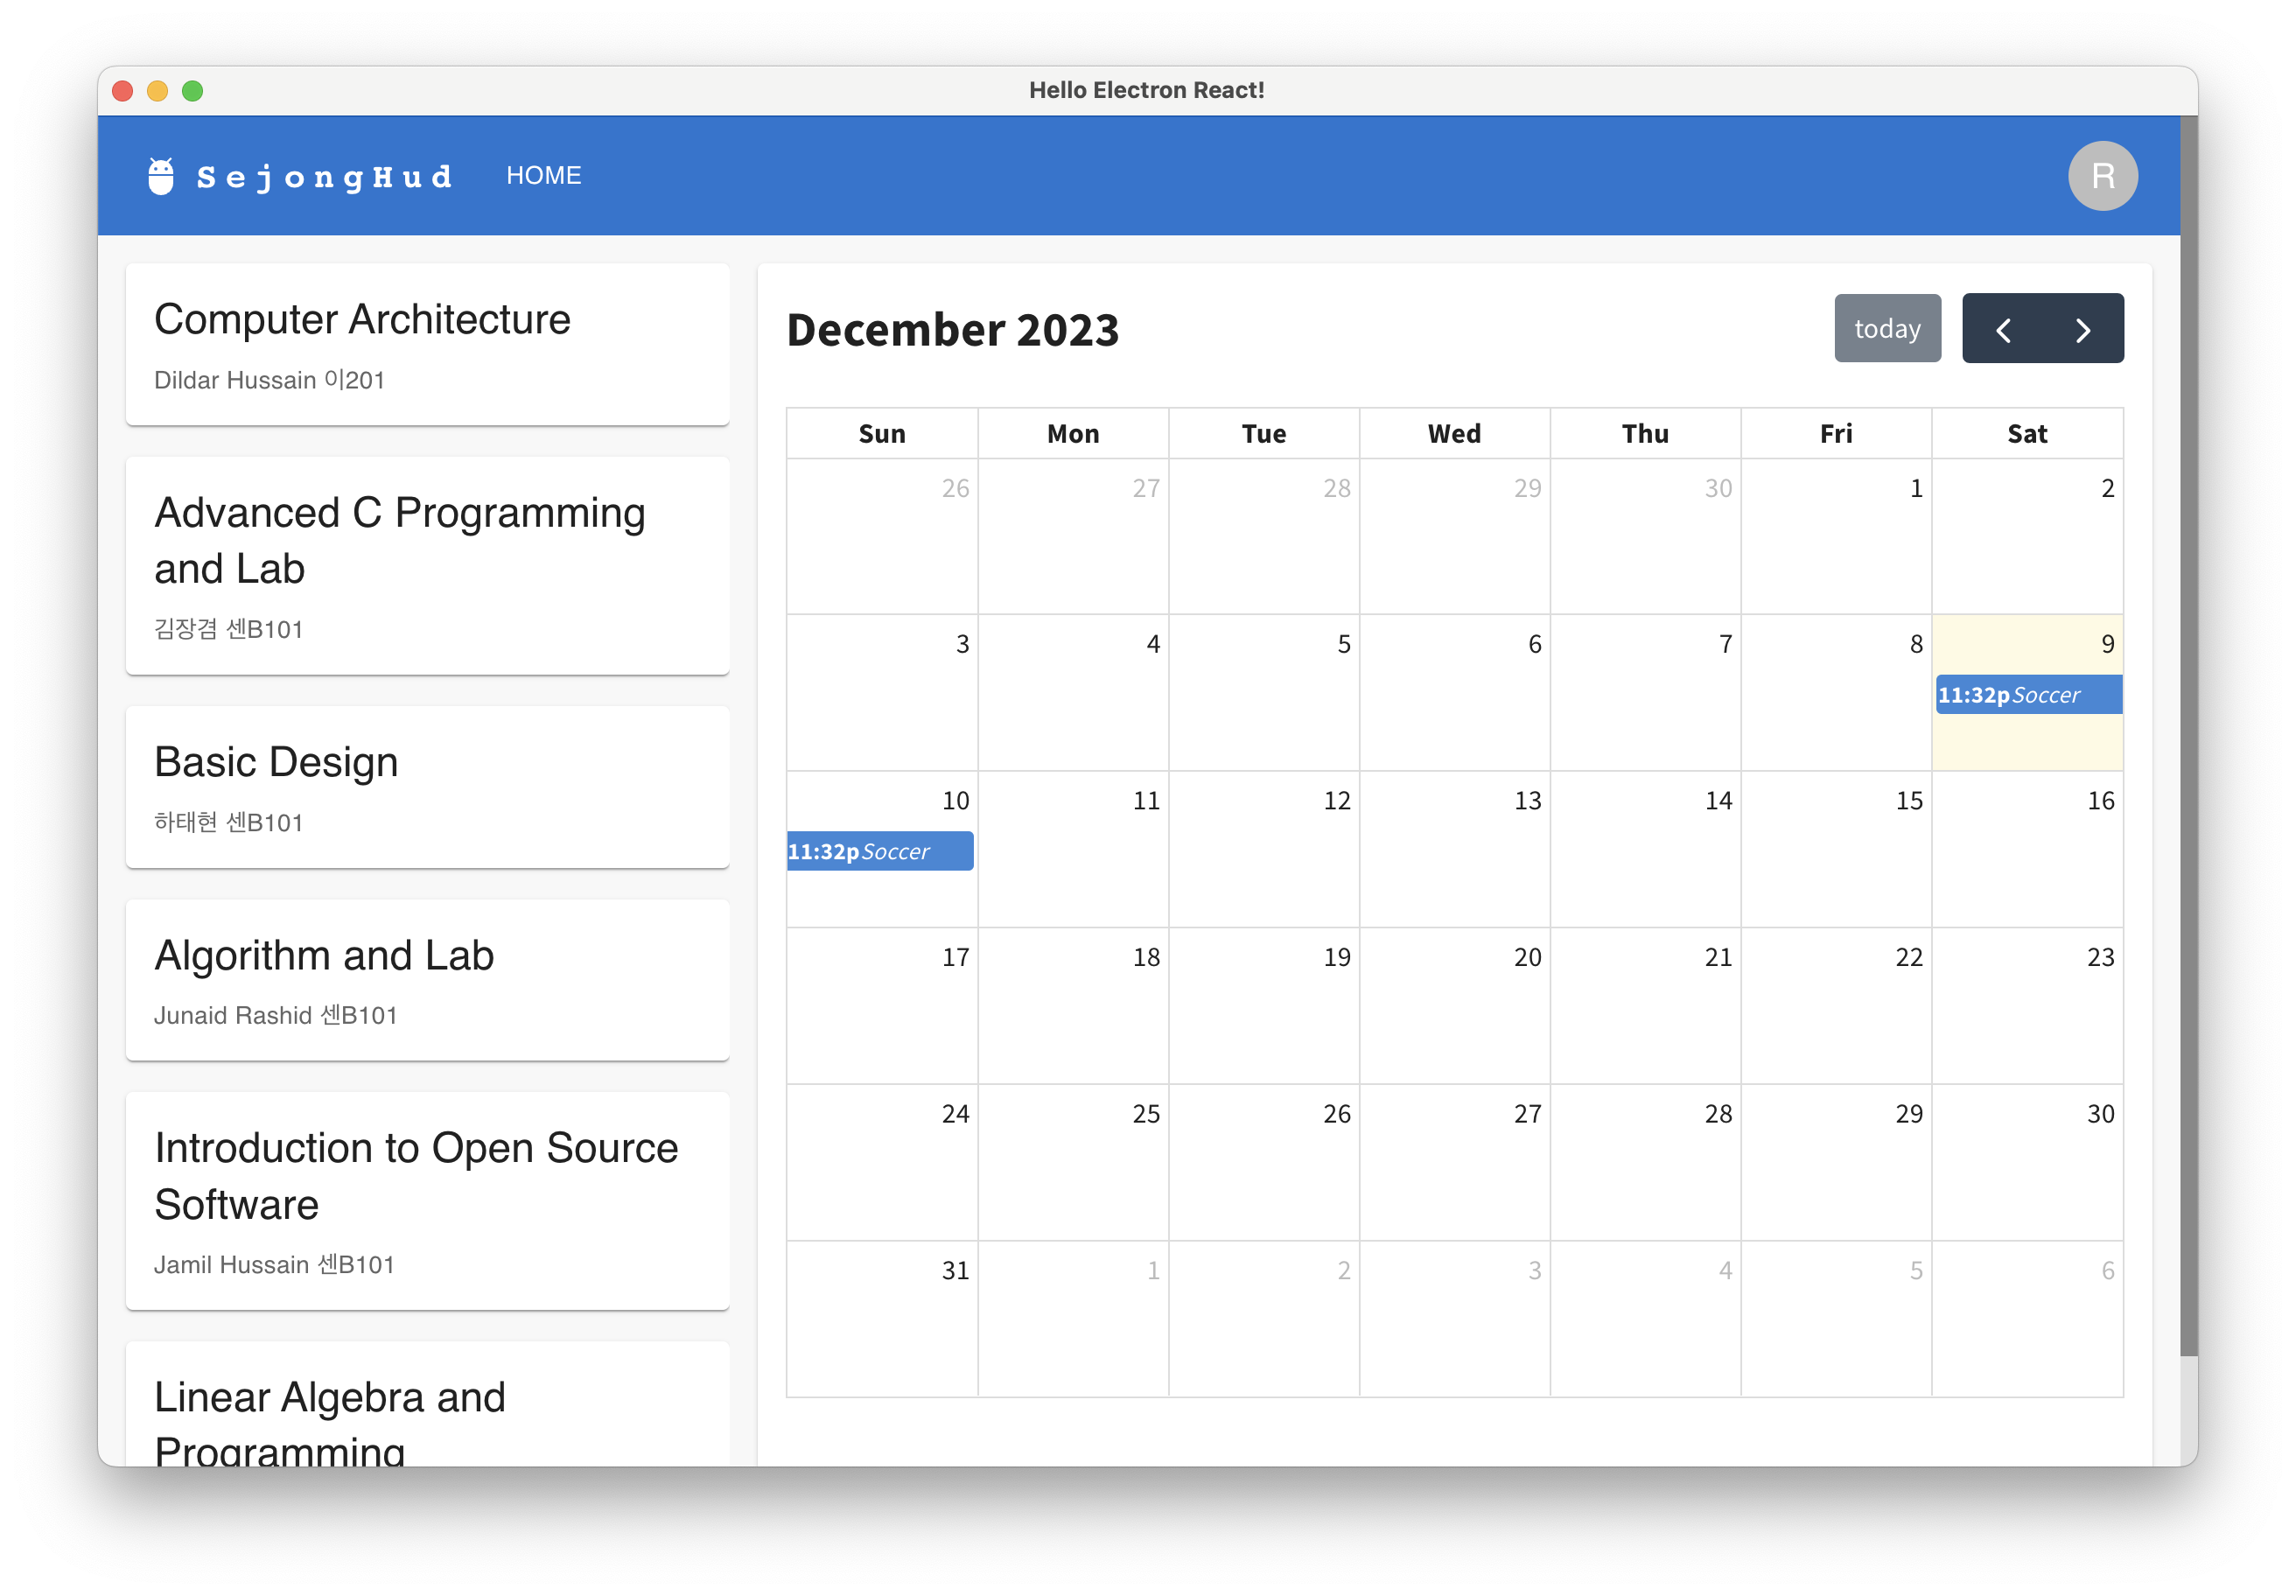 Hello Electron React!
SejongHud HOME R
Computer Architecture
Dildar Hussain 이201
Advanced C Programming
and Lab
김장겸 센B101
Basic Design
하태현 센B101
Algorithm and Lab
Junaid Rashid 센B101
Introduction to Open Source
Software
Jamil Hussain 센B101
Linear Algebra and
Programming
December 2023 today
Sun Mon Tue Wed Thu Fri Sat
26 27 28 29 30 1 2
3 4 5 6 7 8 9
11:32p Soccer
10 11 12 13 14 15 16
11:32p Soccer
17 18 19 20 21 22 23
24 25 26 27 28 29 30
31 1 2 3 4 5 6